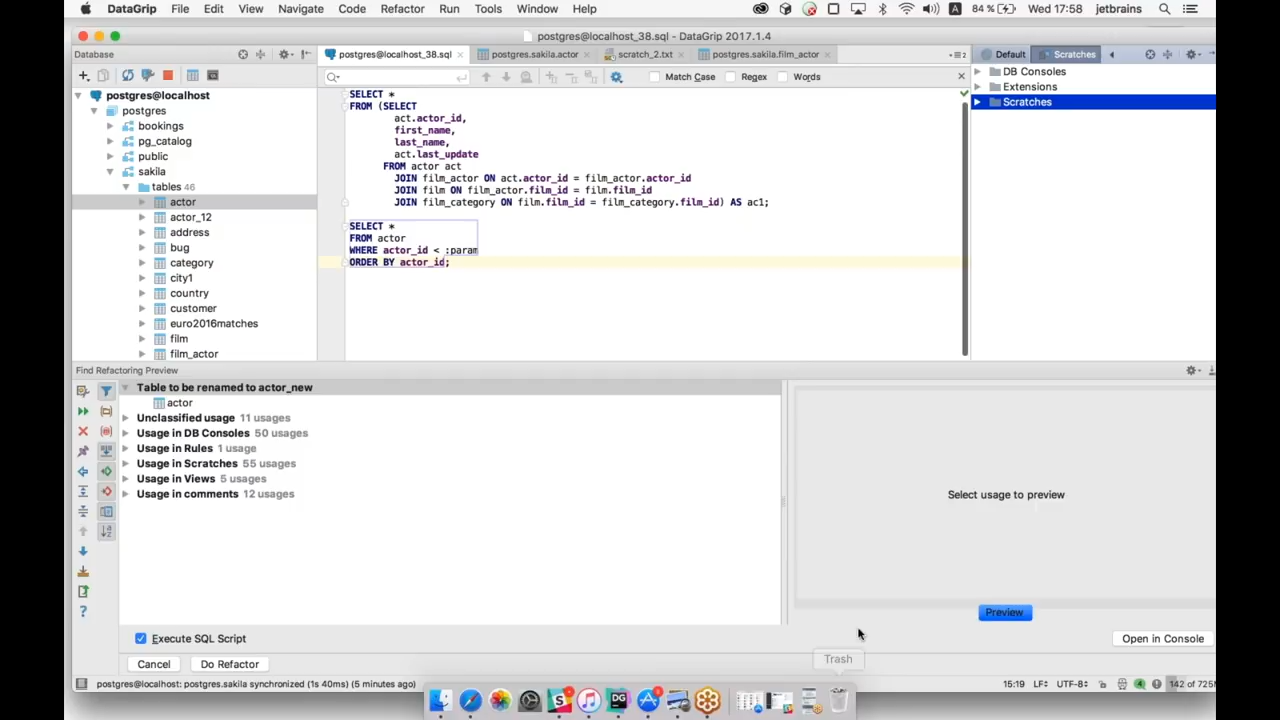 DataGrip File Edit View Navigate Code Refactor Run Tools Window Help 84% Wed 17:58 jetbrains
postgres@localhost_38.sql - DataGrip 2017.1.4
Database
postgres@localhost_38.sql postgres.sakila.actor scratch_2.txt postgres.sakila.film_actor
Default Scratches
Match Case Regex Words
DB Consoles
Extensions
Scratches
postgres@localhost
postgres
bookings
pg_catalog
public
sakila
tables 46
actor
actor_12
address
bug
category
city1
country
customer
euro2016matches
film
film_actor
SELECT *
FROM (SELECT
act.actor_id,
first_name,
last_name,
act.last_update
FROM actor act
JOIN film_actor ON act.actor_id = film_actor.actor_id
JOIN film ON film_actor.film_id = film.film_id
JOIN film_category ON film.film_id = film_category.film_id) AS ac1;
SELECT *
FROM actor
WHERE actor_id < :param
ORDER BY actor_id;
Find Refactoring Preview
Table to be renamed to actor_new
actor
Unclassified usage 11 usages
Usage in DB Consoles 50 usages
Usage in Rules 1 usage
Usage in Scratches 55 usages
Usage in Views 5 usages
Usage in comments 12 usages
Select usage to preview
Preview
Execute SQL Script
Open in Console
Cancel Do Refactor
Trash
postgres@localhost: postgres.sakila synchronized (1s 40ms) (5 minutes ago)
15:19 LF UTF-8 142 of 725M
DG